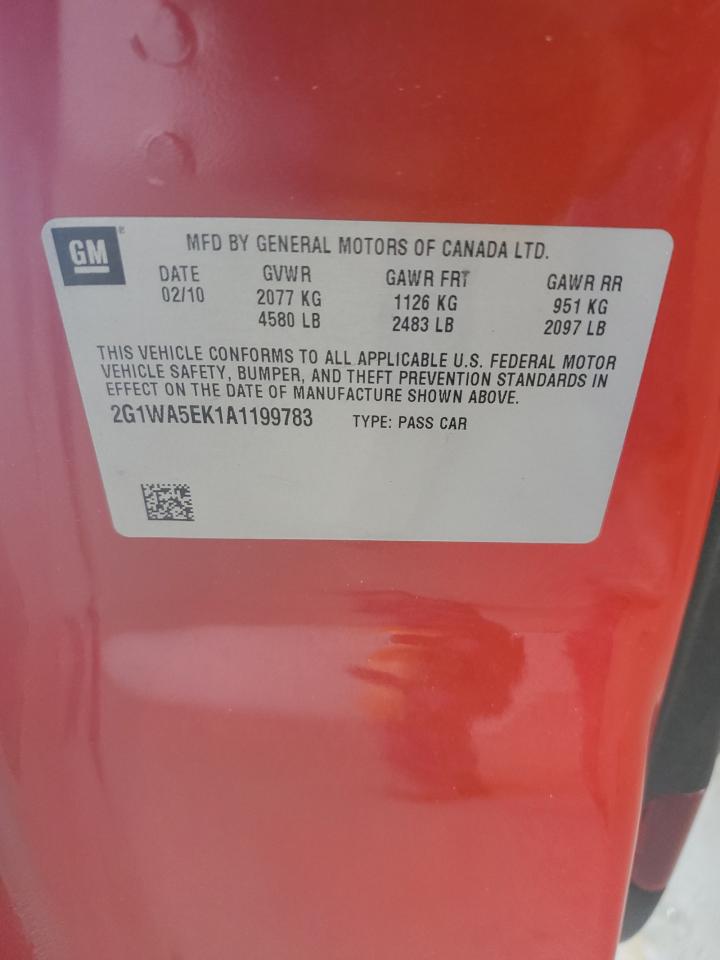 GM
MFD BY GENERAL MOTORS OF CANADA LTD.
DATE GVWR GAWR FRT GAWR RR
02/10 2077 KG 1126 KG 951 KG
4580 LB 2483 LB 2097 LB
THIS VEHICLE CONFORMS TO ALL APPLICABLE U.S. FEDERAL MOTOR
VEHICLE SAFETY, BUMPER, AND THEFT PREVENTION STANDARDS IN
EFFECT ON THE DATE OF MANUFACTURE SHOWN ABOVE.
2G1WA5EK1A1199783 TYPE: PASS CAR